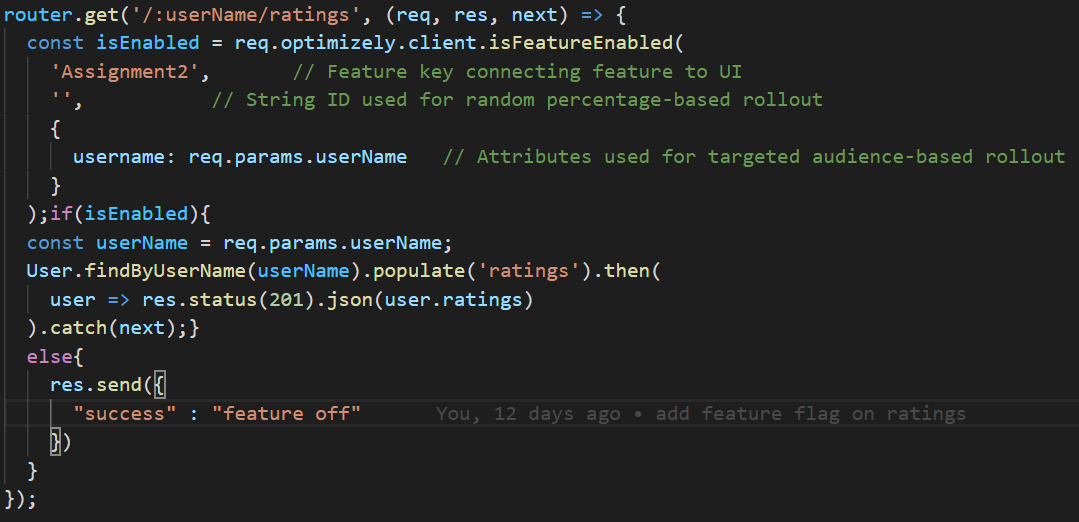 router.get('/:userName/ratings', (req, res, next) => {
  const isEnabled = req.optimizely.client.isFeatureEnabled(
    'Assignment2',       // Feature key connecting feature to UI
    '',           // String ID used for random percentage-based rollout
    {
      username: req.params.userName   // Attributes used for targeted audience-based rollout
    }
  );if(isEnabled){
  const userName = req.params.userName;
  User.findByUserName(userName).populate('ratings').then(
    user => res.status(201).json(user.ratings)
  ).catch(next);}
  else{
    res.send({
      "success" : "feature off"      You, 12 days ago • add feature flag on ratings
    })
  }
});